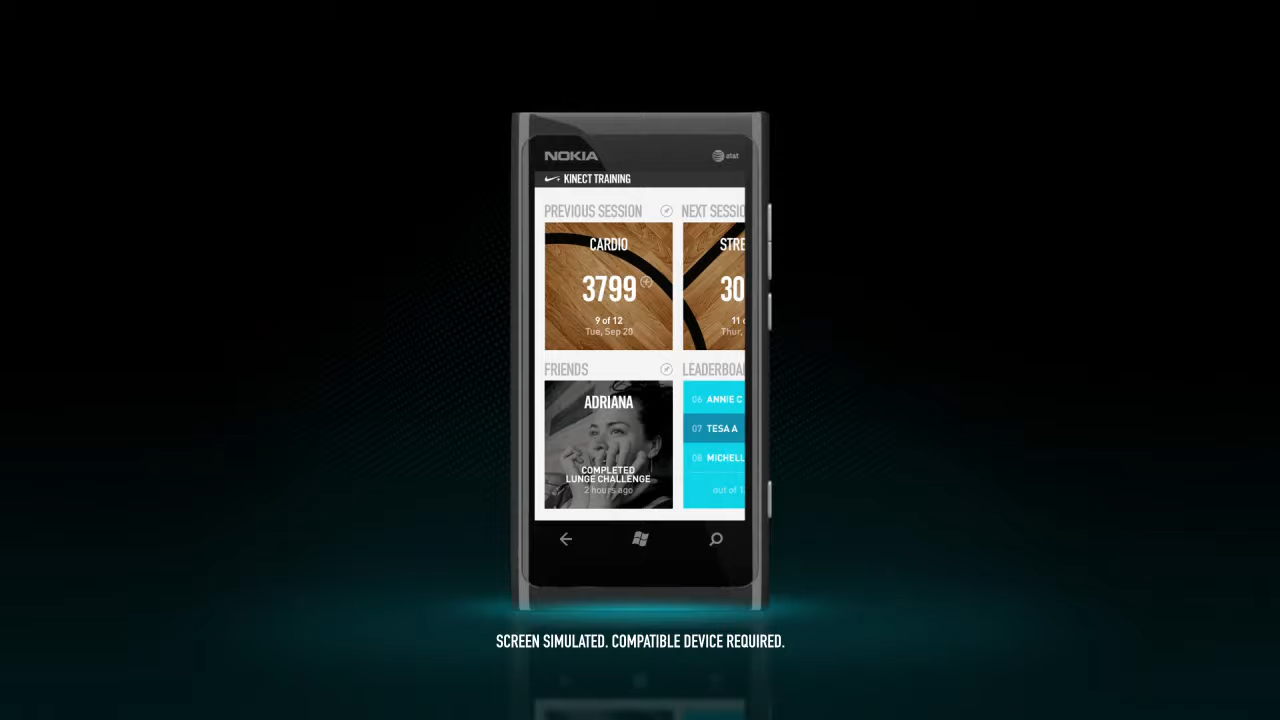 NOKIA
at&t
KINECT TRAINING
PREVIOUS SESSION
NEXT SESSIO
CARDIO
STRE
3799
30
9 of 12
11 o
Tue, Sep 20
Thur,
FRIENDS
LEADERBOA
ADRIANA
06 ANNIE C
07 TESA A
08 MICHELL
COMPLETED
LUNGE CHALLENGE
2 hours ago
out of 1
SCREEN SIMULATED. COMPATIBLE DEVICE REQUIRED.